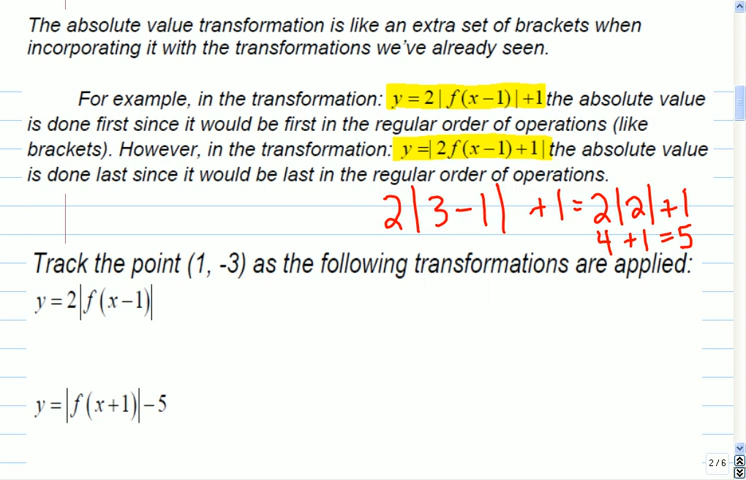 The absolute value transformation is like an extra set of brackets when
incorporating it with the transformations we've already seen.
For example, in the transformation: y = 2 | f(x − 1) | +1 the absolute value
is done first since it would be first in the regular order of operations (like
brackets). However, in the transformation: y =| 2 f(x − 1) + 1 | the absolute value
is done last since it would be last in the regular order of operations.
2|3-1| +1 = 2|2|+1
4 +1 = 5
Track the point (1, -3) as the following transformations are applied:
y = 2|f(x−1)|
y = |f(x+1)| − 5
2 / 6